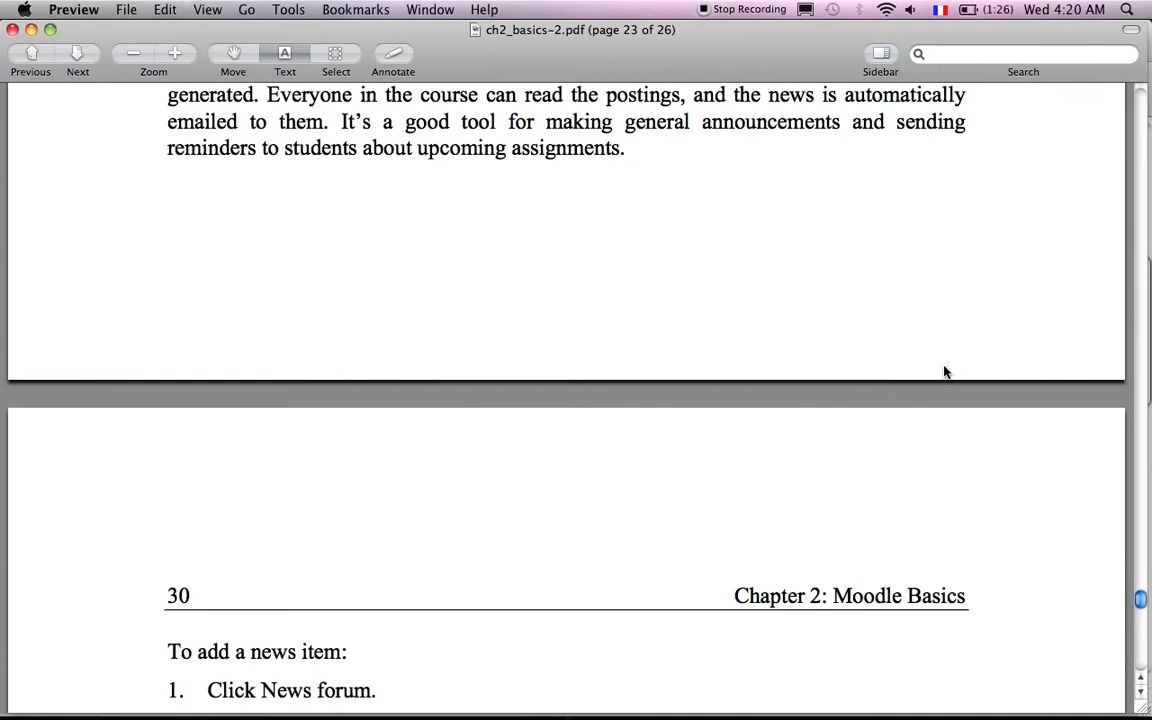 Preview File Edit View Go Tools Bookmarks Window Help Stop Recording (1:26) Wed 4:20 AM
ch2_basics-2.pdf (page 23 of 26)
Previous Next Zoom Move Text Select Annotate Sidebar Search
generated. Everyone in the course can read the postings, and the news is automatically
emailed to them. It's a good tool for making general announcements and sending
reminders to students about upcoming assignments.
30 Chapter 2: Moodle Basics
To add a news item:
1. Click News forum.